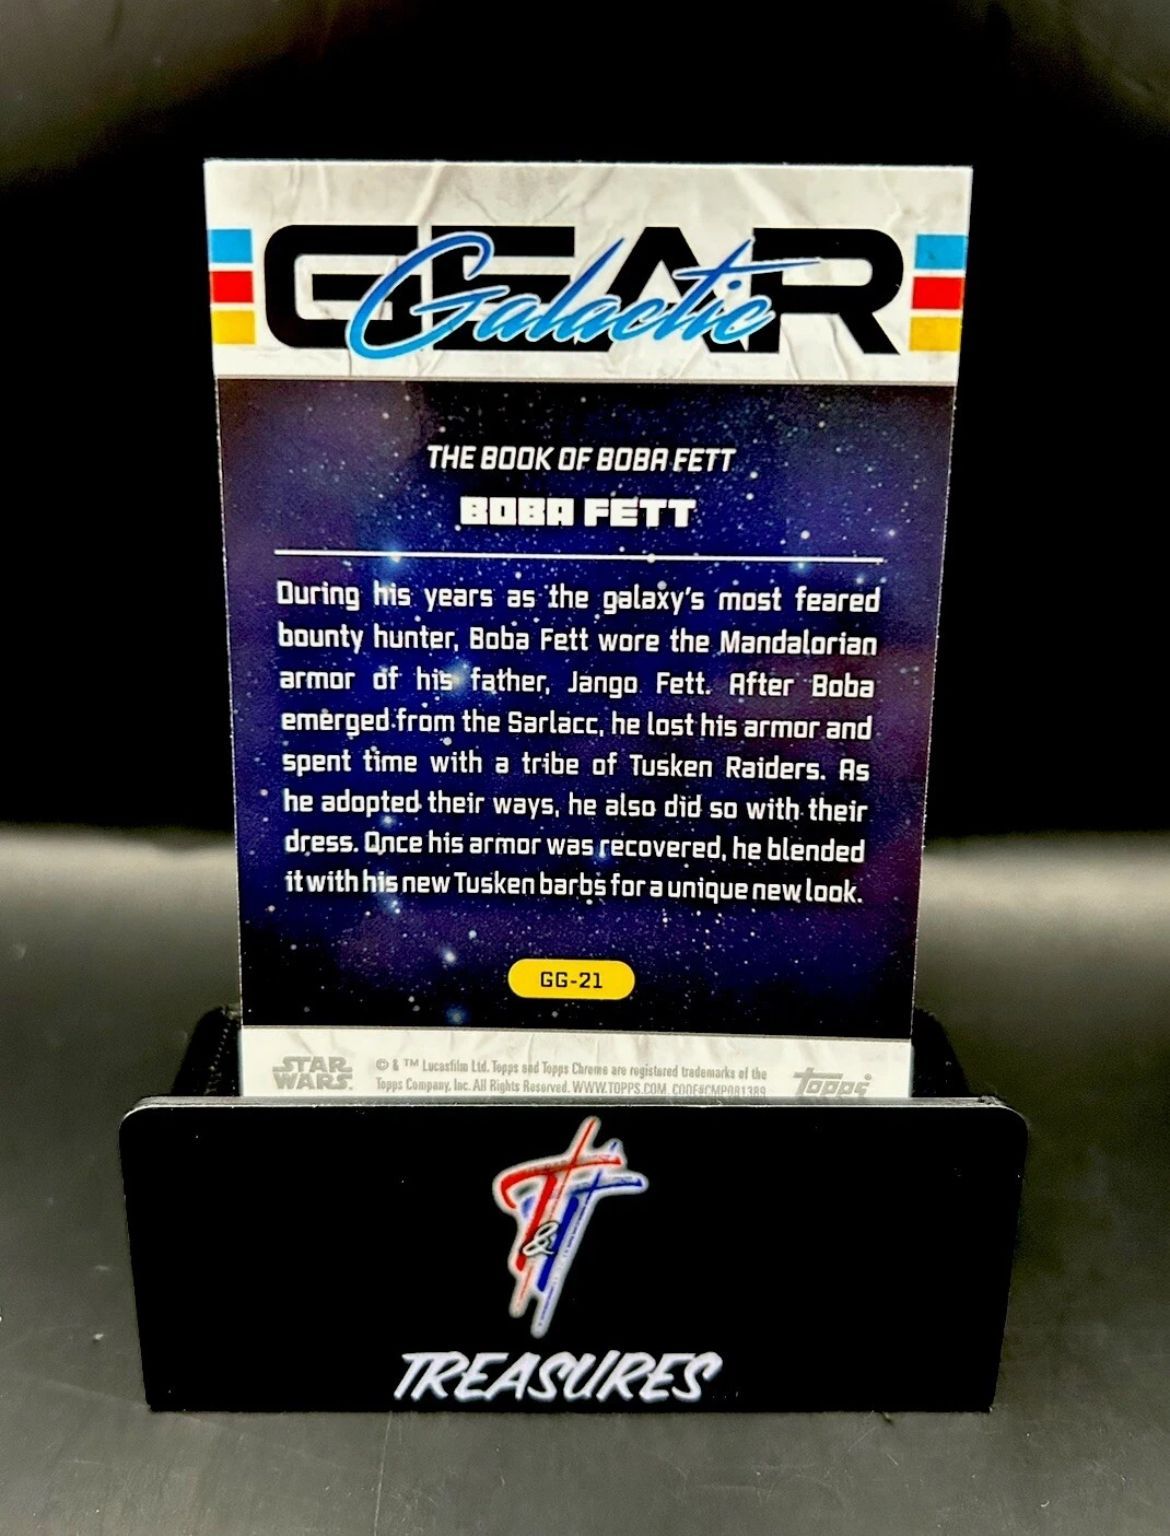 GEAR
Galactic
THE BOOK OF BOBA FETT
BOBA FETT
During his years as the galaxy's most feared
bounty hunter, Boba Fett wore the Mandalorian
armor of his father, Jango Fett. After Boba
emerged from the Sarlacc, he lost his armor and
spent time with a tribe of Tusken Raiders. As
he adopted their ways, he also did so with their
dress. Once his armor was recovered, he blended
it with his new Tusken barbs for a unique new look.
GG-21
STAR
WARS
© & ™ Lucasfilm Ltd. Topps and Topps Chrome are registered trademarks of the
Topps Company, Inc. All Rights Reserved. WWW.TOPPS.COM. CODE#CMP081389
Topps®
T&T
TREASURES